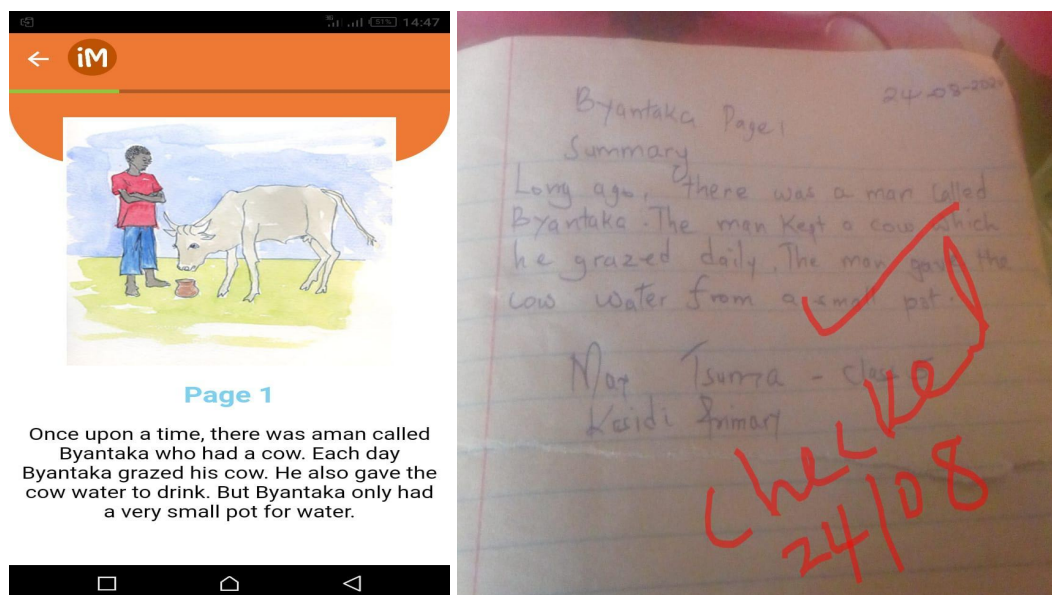 51% 14:47
iM
Page 1
Once upon a time, there was aman called
Byantaka who had a cow. Each day
Byantaka grazed his cow. He also gave the
cow water to drink. But Byantaka only had
a very small pot for water.
24-08-2020
Byantaka Page 1
Summary
Long ago, there was a man called
Byantaka. The man kept a cow which
he grazed daily. The man gave the
cow water from a small pot.
Tsuma - Class 5
Primary
Checked
24/08